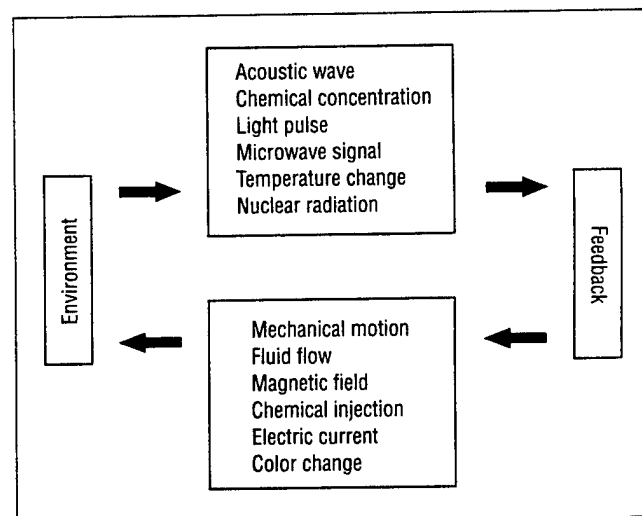 Acoustic wave
Chemical concentration
Light pulse
Microwave signal
Temperature change
Nuclear radiation
Environment
Feedback
Mechanical motion
Fluid flow
Magnetic field
Chemical injection
Electric current
Color change